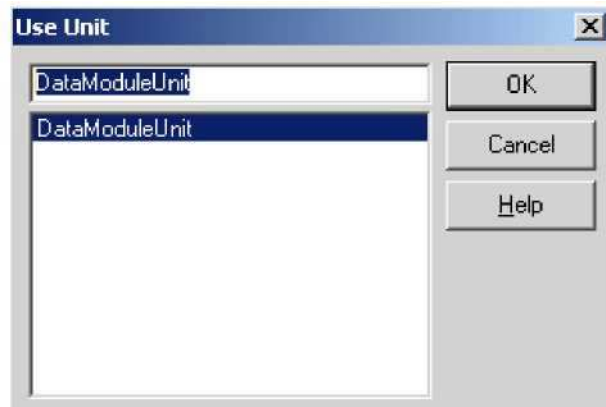 Use Unit
DataModuleUnit
OK
DataModuleUnit
Cancel
Help